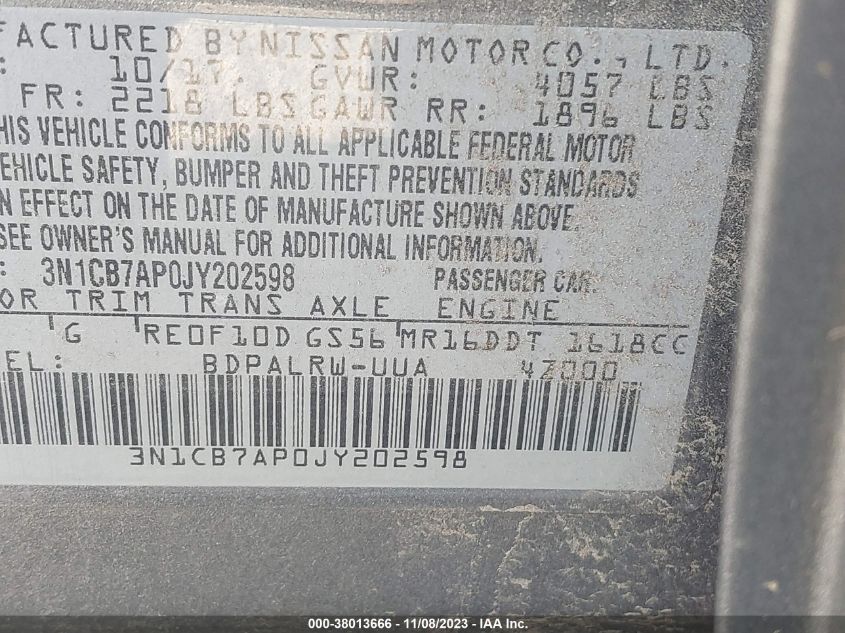 FACTURED BY NISSAN MOTOR CO., LTD.
: 10/17. GVWR: 4057 LBS
FR: 2218 LBS GAWR RR: 1896 LBS
HIS VEHICLE CONFORMS TO ALL APPLICABLE FEDERAL MOTOR
EHICLE SAFETY, BUMPER AND THEFT PREVENTION STANDARDS
N EFFECT ON THE DATE OF MANUFACTURE SHOWN ABOVE.
SEE OWNER'S MANUAL FOR ADDITIONAL INFORMATION.
: 3N1CB7AP0JY202598 PASSENGER CAR
OR TRIM TRANS AXLE ENGINE
G RE0F10D GS56 MR16DDT 1618CC
EL: BDPALRW-UUA 47000
3N1CB7AP0JY202598
000-38013666 - 11/08/2023 - IAAI Inc.